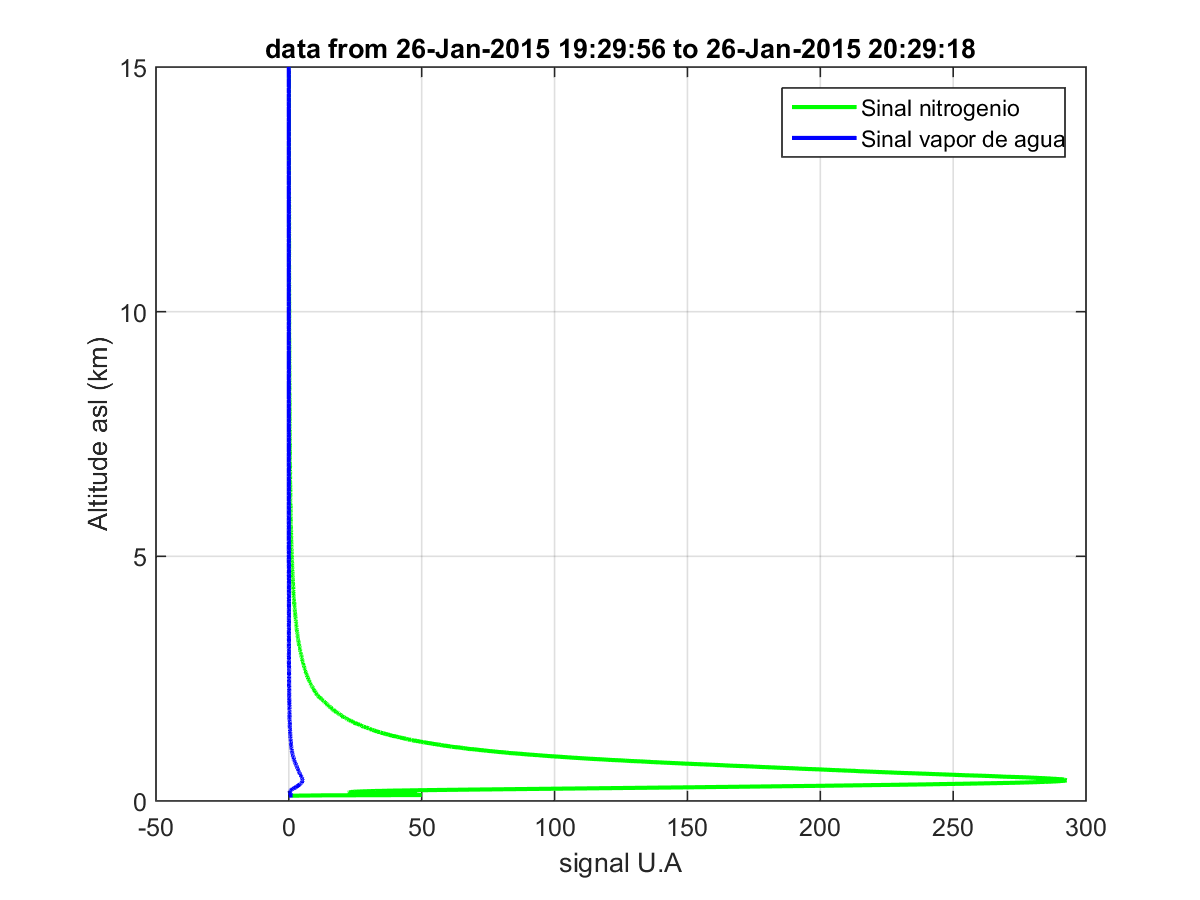 data from 26-Jan-2015 19:29:56 to 26-Jan-2015 20:29:18
15
Sinal nitrogenio
Sinal vapor de agua
10
Altitude asl (km)
5
0
-50 0 50 100 150 200 250 300
signal U.A